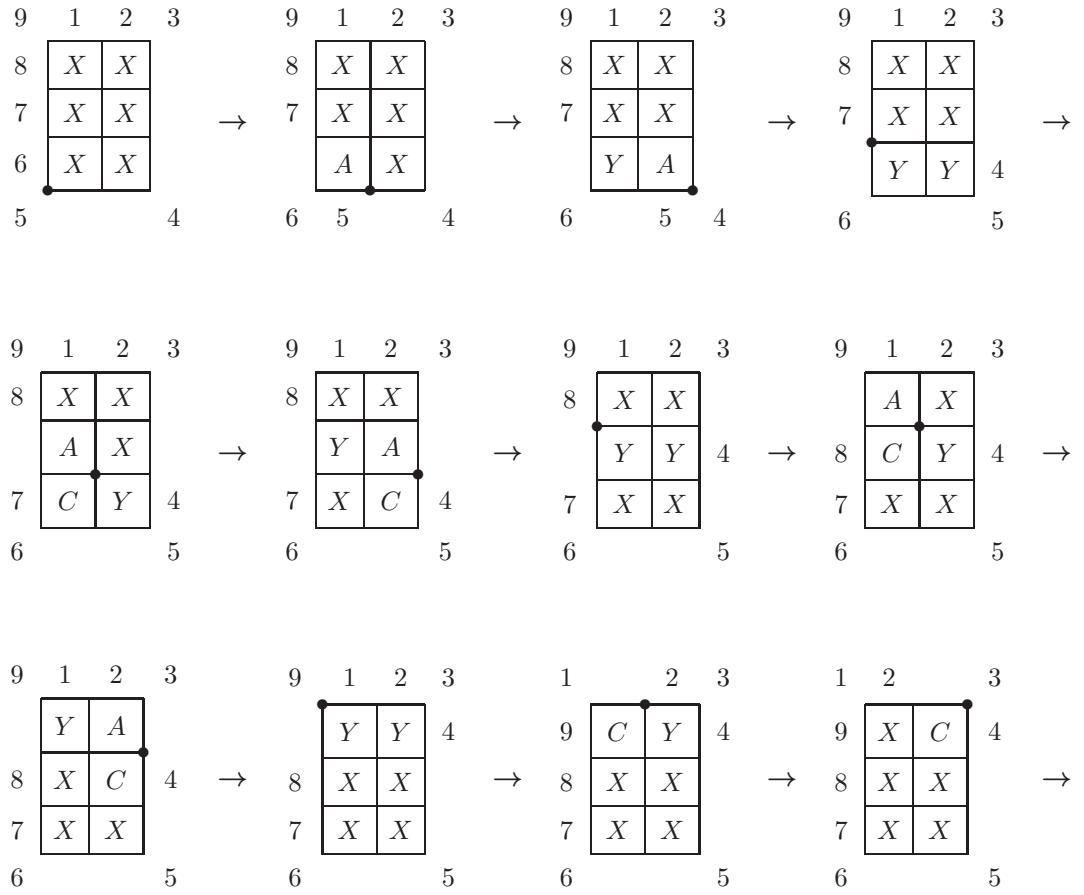 9 1 2 3 9 1 2 3 9 1 2 3 9 1 2 3
8 X X 8 X X 8 X X 8 X X
7 X X → 7 X X → 7 X X → 7 X X →
6 X X A X Y A Y Y 4
5 4 6 5 4 6 5 4 6 5
9 1 2 3 9 1 2 3 9 1 2 3 9 1 2 3
8 X X 8 X X 8 X X A X
A X → Y A → Y Y 4 → 8 C Y 4 →
7 C Y 4 7 X C 4 7 X X 7 X X
6 5 6 5 6 5 6 5
9 1 2 3 9 1 2 3 1 2 3 1 2 3
Y A Y Y 4 9 C Y 4 9 X C 4
8 X C 4 → 8 X X → 8 X X → 8 X X →
7 X X 7 X X 7 X X 7 X X
6 5 6 5 6 5 6 5